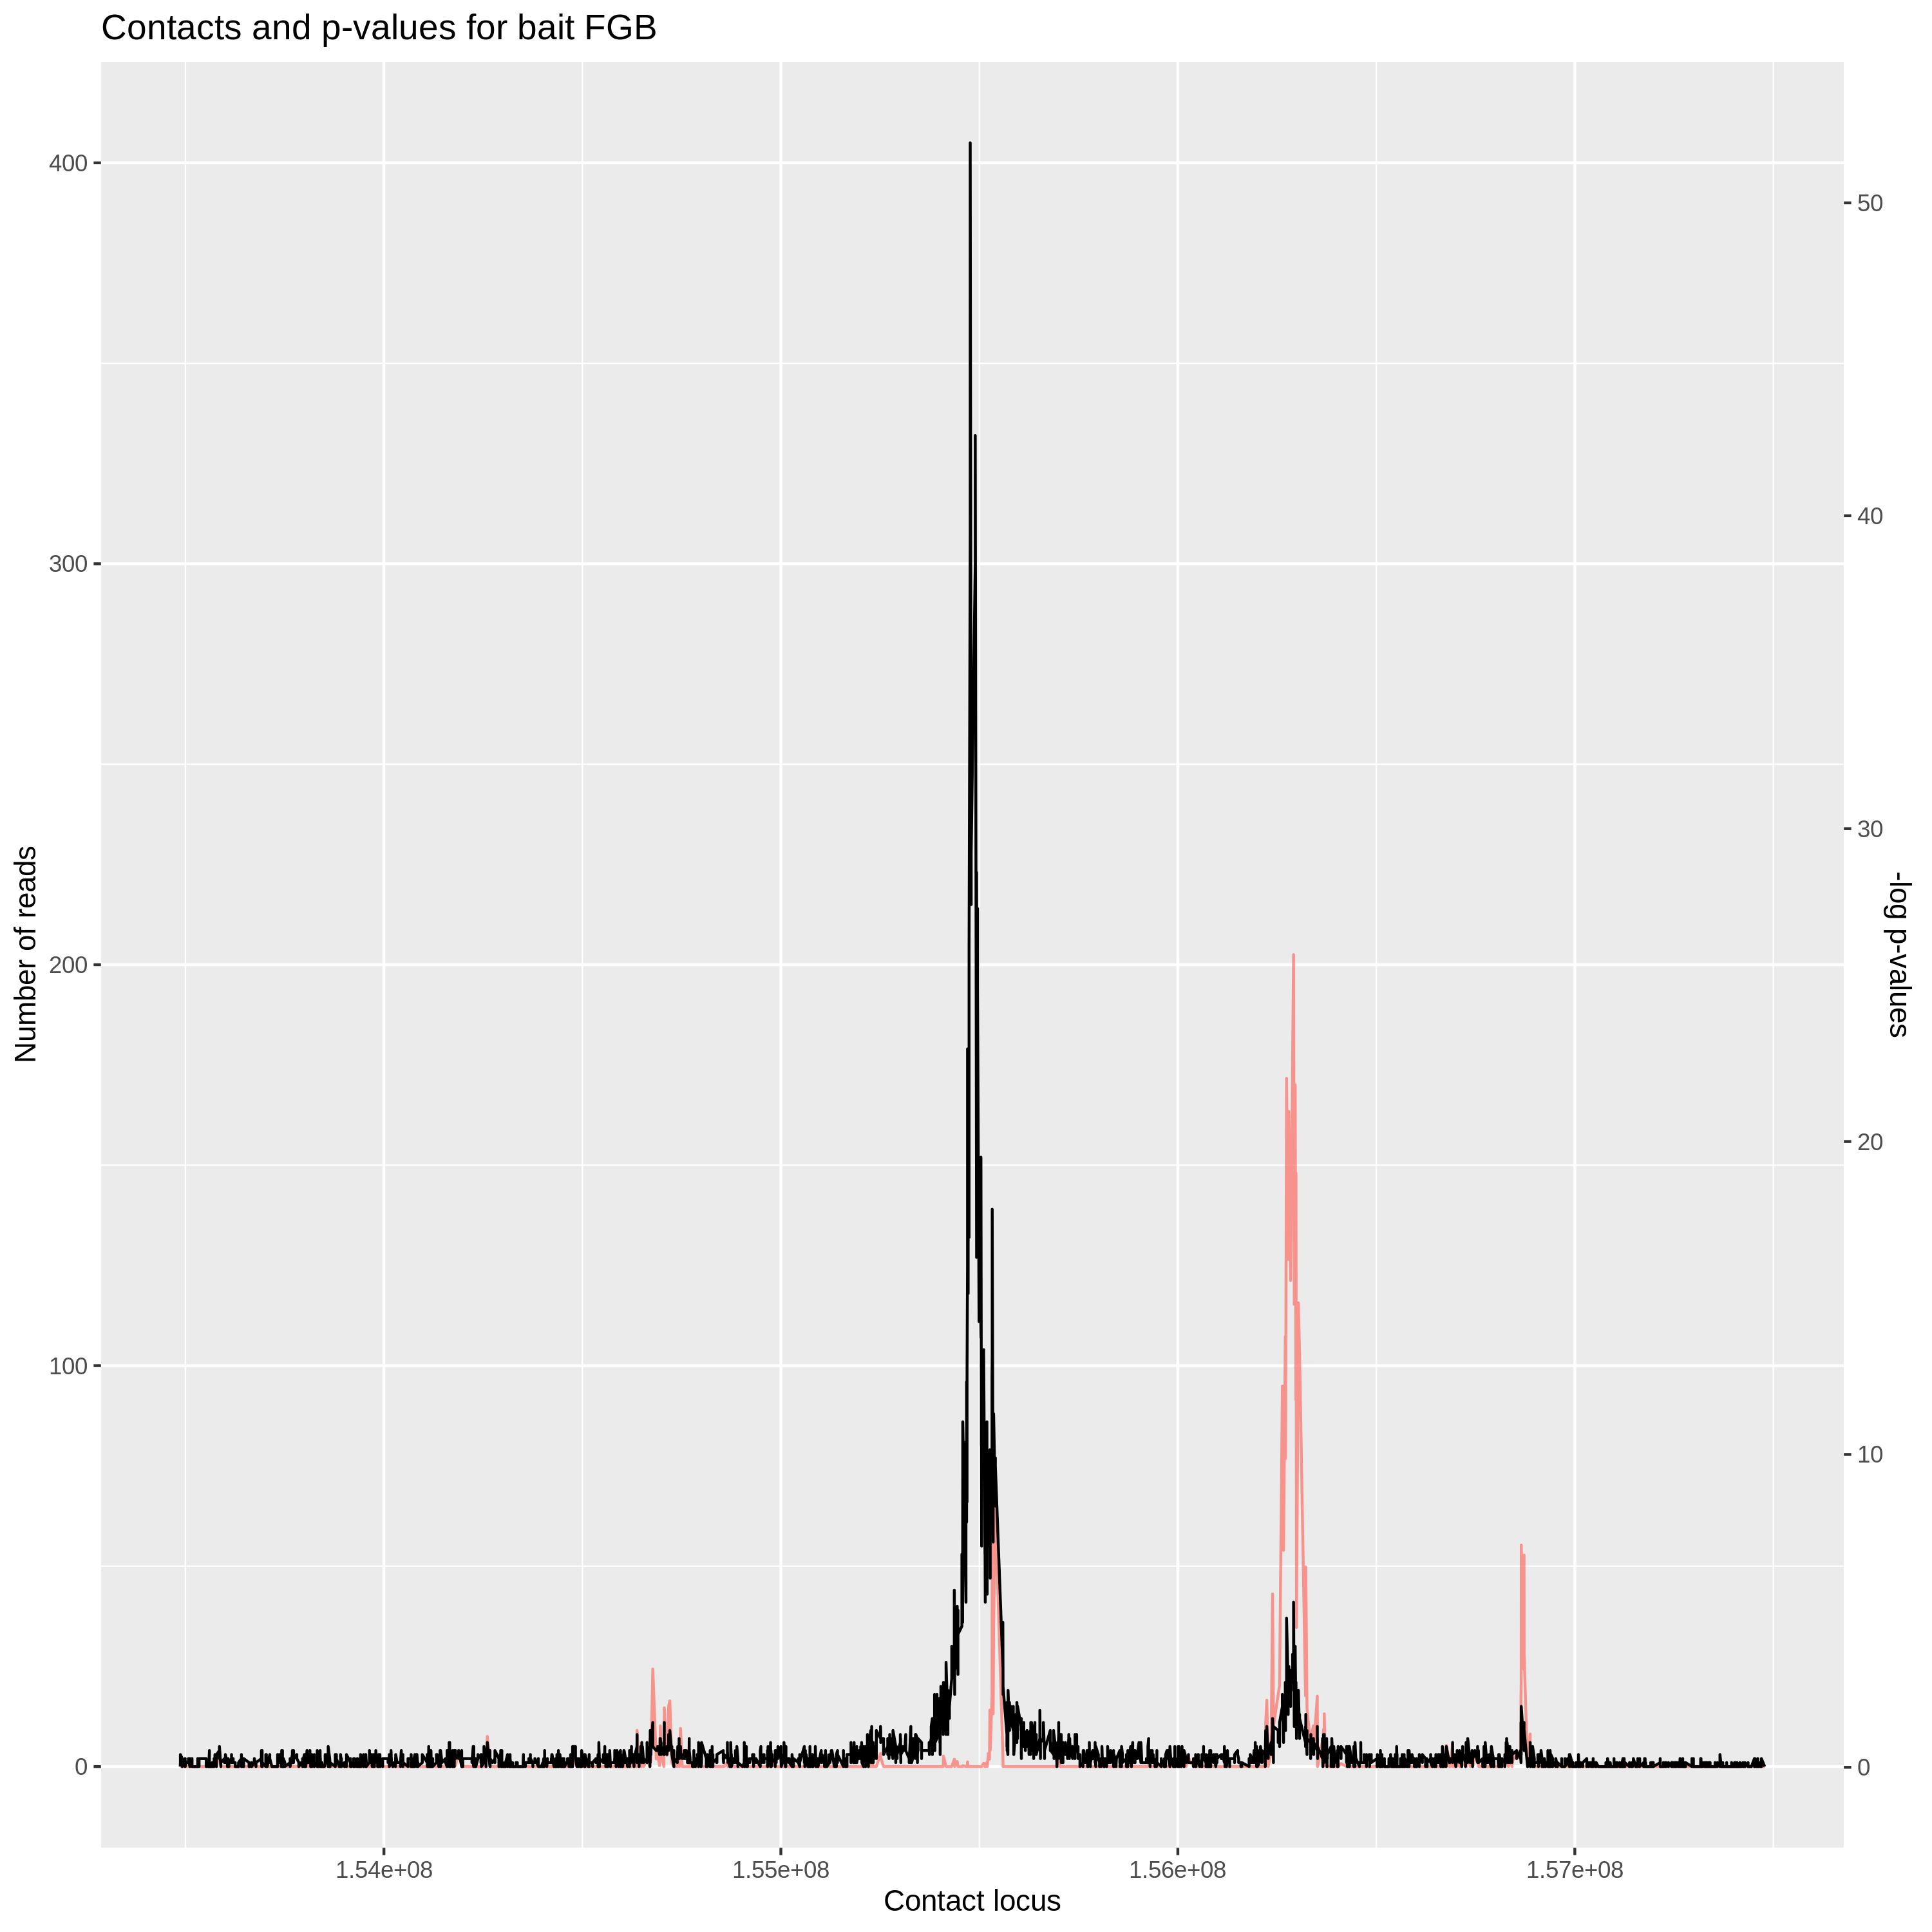 Contacts and p-values for bait FGB
400
300
200
100
0
Number of reads
50
40
30
20
10
0
-log p-values
1.54e+08
1.55e+08
1.56e+08
1.57e+08
Contact locus